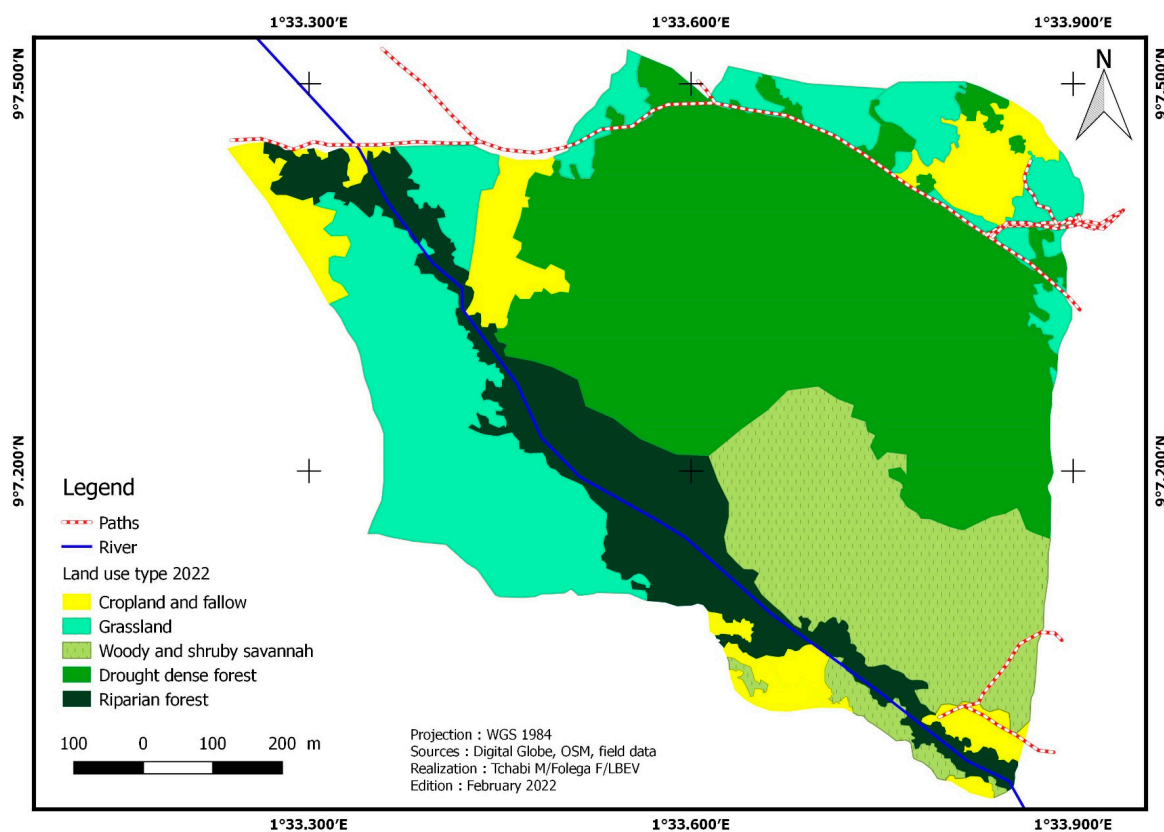 1°33.300′E 1°33.600′E 1°33.900′E
9°7.500′N
9°7.500′N
N
9°7.200′N
9°7.200′N
Legend
Paths
River
Land use type 2022
Cropland and fallow
Grassland
Woody and shruby savannah
Drought dense forest
Riparian forest
100 0 100 200 m
Projection : WGS 1984
Sources : Digital Globe, OSM, field data
Realization : Tchabi M/Folega F/LBEV
Edition : February 2022
1°33.300′E 1°33.600′E 1°33.900′E